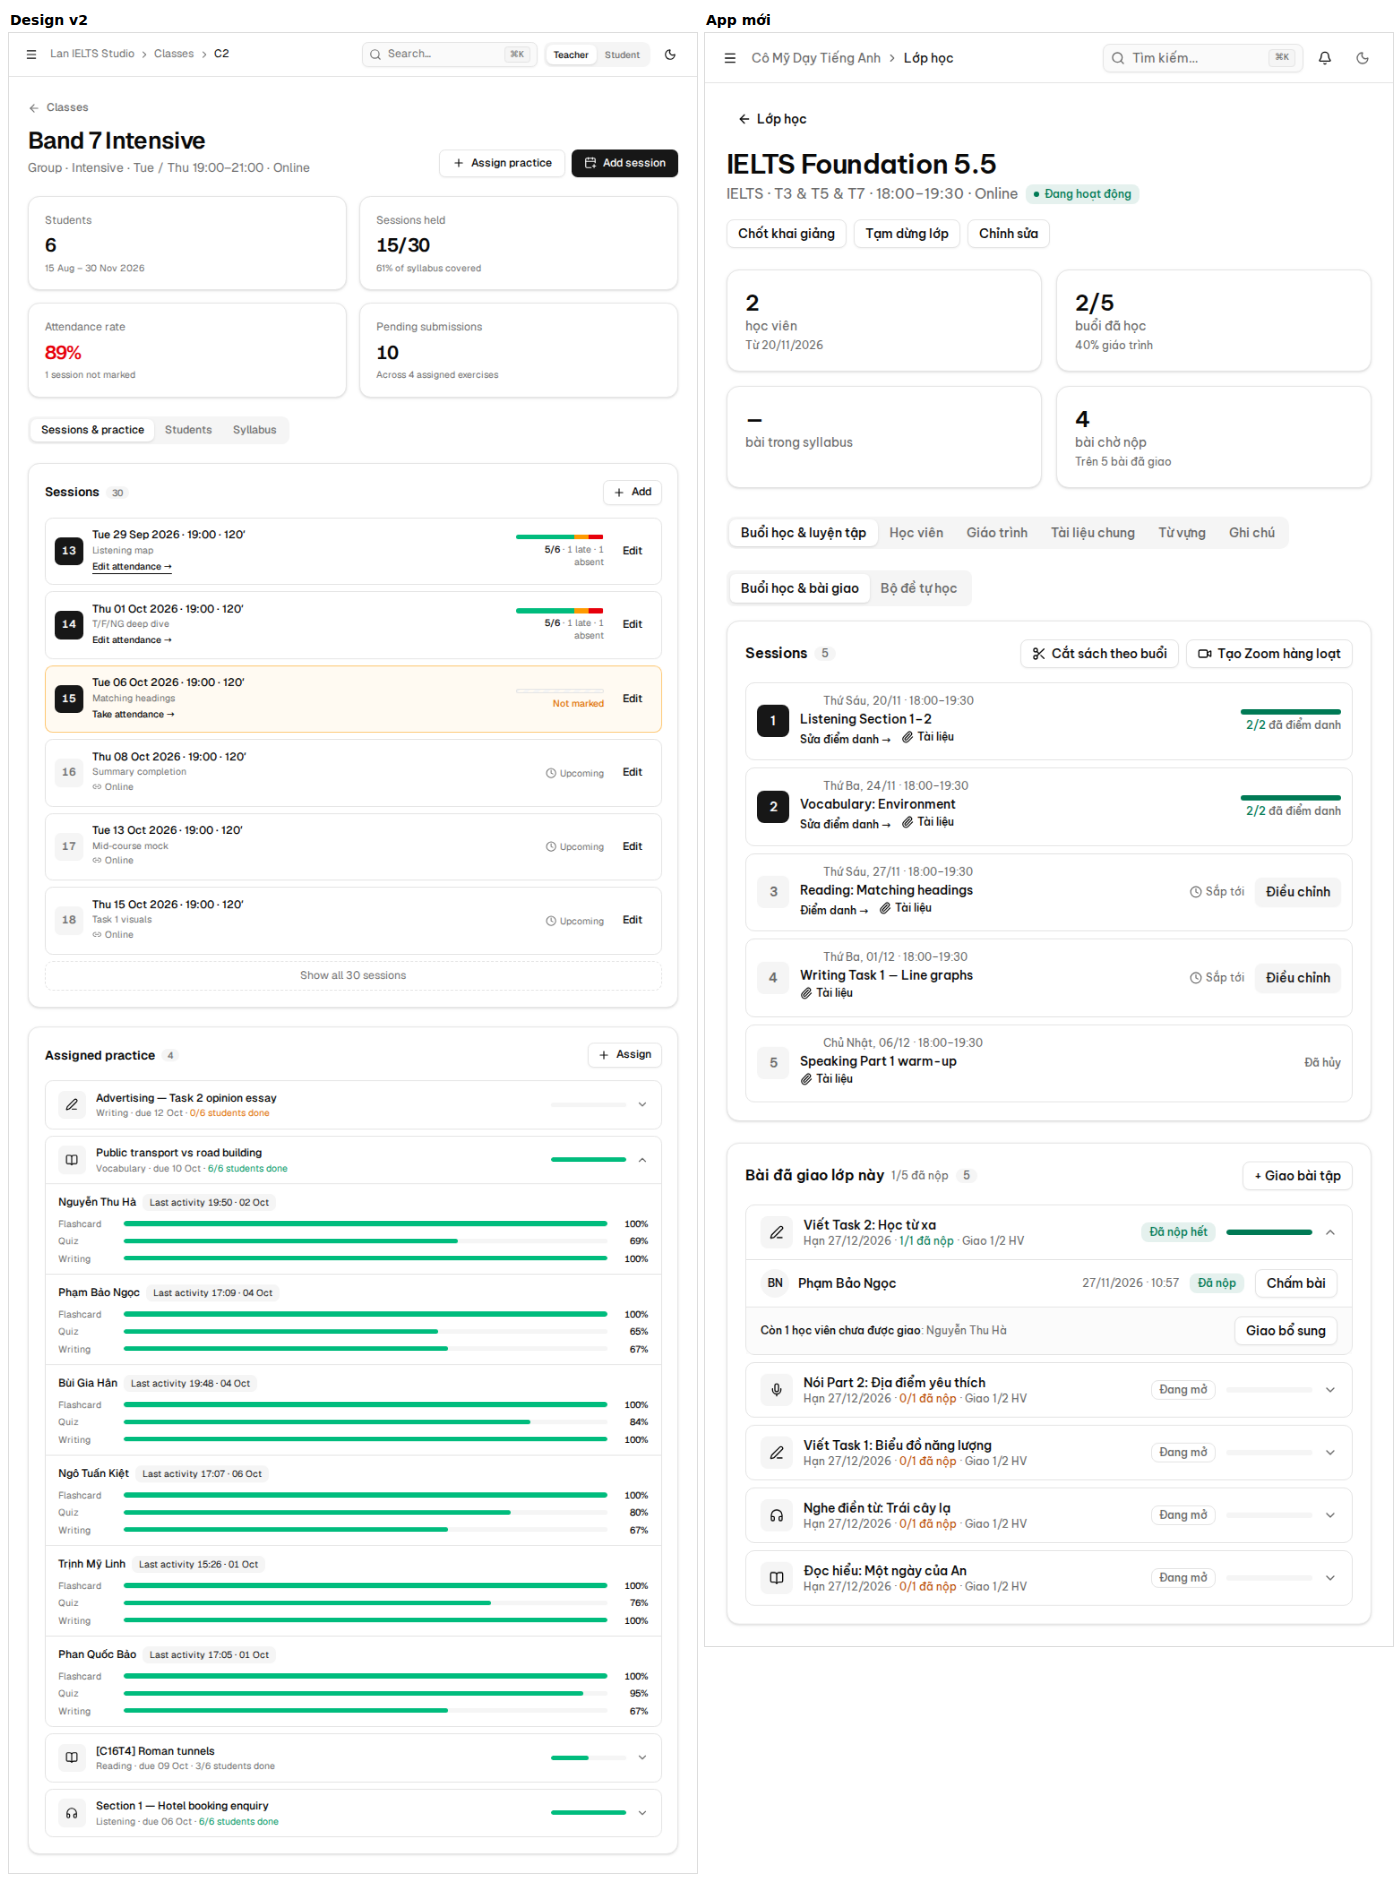 Design v2
Lan IELTS Studio > Classes > C2
Search... ⌘K
Teacher Student
← Classes
Band 7 Intensive
Group · Intensive · Tue / Thu 19:00–21:00 · Online
+ Assign practice
Add session
Students
6
15 Aug – 30 Nov 2026
Sessions held
15/30
61% of syllabus covered
Attendance rate
89%
1 session not marked
Pending submissions
10
Across 4 assigned exercises
Sessions & practice Students Syllabus
Sessions 30
+ Add
13
Tue 29 Sep 2026 · 19:00 · 120′
Listening map
Edit attendance →
5/6 · 1 late · 1
absent
Edit
14
Thu 01 Oct 2026 · 19:00 · 120′
T/F/NG deep dive
Edit attendance →
5/6 · 1 late · 1
absent
Edit
15
Tue 06 Oct 2026 · 19:00 · 120′
Matching headings
Take attendance →
Not marked
Edit
16
Thu 08 Oct 2026 · 19:00 · 120′
Summary completion
Online
Upcoming
Edit
17
Tue 13 Oct 2026 · 19:00 · 120′
Mid-course mock
Online
Upcoming
Edit
18
Thu 15 Oct 2026 · 19:00 · 120′
Task 1 visuals
Online
Upcoming
Edit
Show all 30 sessions
Assigned practice 4
+ Assign
Advertising — Task 2 opinion essay
Writing · due 12 Oct · 0/6 students done
Public transport vs road building
Vocabulary · due 10 Oct · 6/6 students done
Nguyễn Thu Hà Last activity 19:50 · 02 Oct
Flashcard 100%
Quiz 69%
Writing 100%
Phạm Bảo Ngọc Last activity 17:09 · 04 Oct
Flashcard 100%
Quiz 65%
Writing 67%
Bùi Gia Hân Last activity 19:48 · 04 Oct
Flashcard 100%
Quiz 84%
Writing 100%
Ngô Tuấn Kiệt Last activity 17:07 · 06 Oct
Flashcard 100%
Quiz 80%
Writing 67%
Trịnh Mỹ Linh Last activity 15:26 · 01 Oct
Flashcard 100%
Quiz 76%
Writing 100%
Phan Quốc Bảo Last activity 17:05 · 01 Oct
Flashcard 100%
Quiz 95%
Writing 67%
[C16T4] Roman tunnels
Reading · due 09 Oct · 3/6 students done
Section 1 — Hotel booking enquiry
Listening · due 06 Oct · 6/6 students done
App mới
Cô Mỹ Dạy Tiếng Anh > Lớp học
Tìm kiếm... ⌘K
← Lớp học
IELTS Foundation 5.5
IELTS · T3 & T5 & T7 · 18:00–19:30 · Online Đang hoạt động
Chốt khai giảng Tạm dừng lớp Chỉnh sửa
2
học viên
Từ 20/11/2026
2/5
buổi đã học
40% giáo trình
–
bài trong syllabus
4
bài chờ nộp
Trên 5 bài đã giao
Buổi học & luyện tập Học viên Giáo trình Tài liệu chung Từ vựng Ghi chú
Buổi học & bài giao Bộ đề tự học
Sessions 5
Cắt sách theo buổi
Tạo Zoom hàng loạt
1
Thứ Sáu, 20/11 · 18:00–19:30
Listening Section 1–2
Sửa điểm danh → Tài liệu
2/2 đã điểm danh
2
Thứ Ba, 24/11 · 18:00–19:30
Vocabulary: Environment
Sửa điểm danh → Tài liệu
2/2 đã điểm danh
3
Thứ Sáu, 27/11 · 18:00–19:30
Reading: Matching headings
Điểm danh → Tài liệu
Sắp tới
Điều chỉnh
4
Thứ Ba, 01/12 · 18:00–19:30
Writing Task 1 — Line graphs
Tài liệu
Sắp tới
Điều chỉnh
5
Chủ Nhật, 06/12 · 18:00–19:30
Speaking Part 1 warm-up
Tài liệu
Đã hủy
Bài đã giao lớp này 1/5 đã nộp 5
+ Giao bài tập
Viết Task 2: Học từ xa
Hạn 27/12/2026 · 1/1 đã nộp · Giao 1/2 HV
Đã nộp hết
BN Phạm Bảo Ngọc 27/11/2026 · 10:57 Đã nộp Chấm bài
Còn 1 học viên chưa được giao: Nguyễn Thu Hà Giao bổ sung
Nói Part 2: Địa điểm yêu thích
Hạn 27/12/2026 · 0/1 đã nộp · Giao 1/2 HV
Đang mở
Viết Task 1: Biểu đồ năng lượng
Hạn 27/12/2026 · 0/1 đã nộp · Giao 1/2 HV
Đang mở
Nghe điền từ: Trái cây lạ
Hạn 27/12/2026 · 0/1 đã nộp · Giao 1/2 HV
Đang mở
Đọc hiểu: Một ngày của An
Hạn 27/12/2026 · 0/1 đã nộp · Giao 1/2 HV
Đang mở